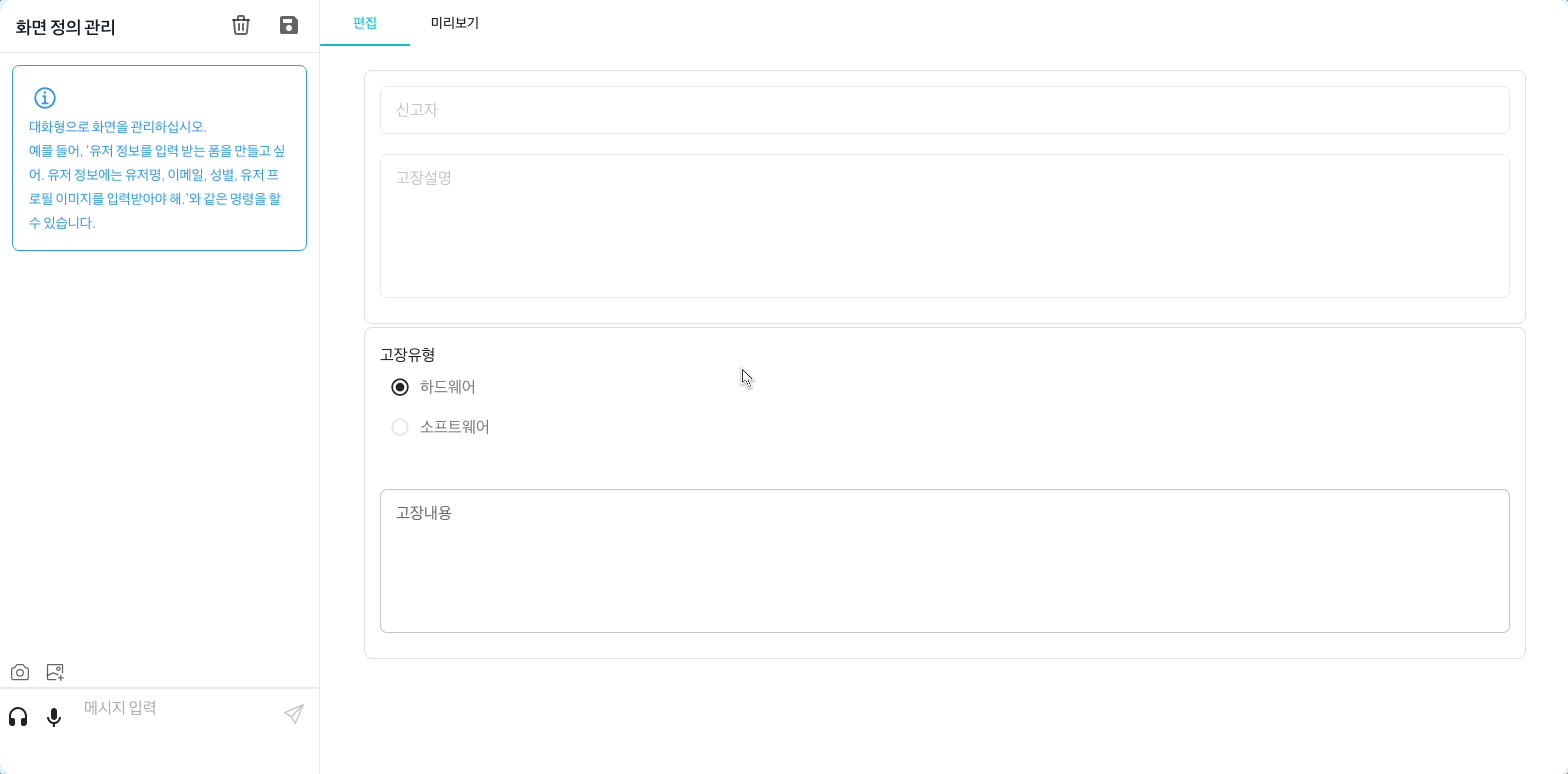 화면 정의 관리
편집
미리보기
대화형으로 화면을 관리하십시오.
예를 들어, '유저 정보를 입력 받는 폼을 만들고 싶
어. 유저 정보에는 유저명, 이메일, 성별, 유저 프
로필 이미지를 입력받아야 해.'와 같은 명령을 할
수 있습니다.
신고자
고장설명
고장유형
하드웨어
소프트웨어
고장내용
메시지 입력